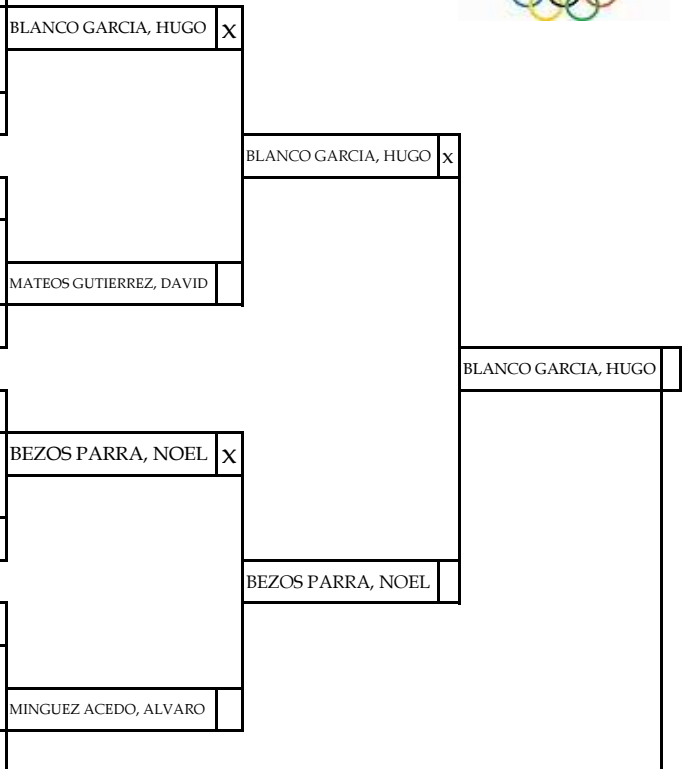 BLANCO GARCIA, HUGO x
BLANCO GARCIA, HUGO x
MATEOS GUTIERREZ, DAVID
BLANCO GARCIA, HUGO
BEZOS PARRA, NOEL x
BEZOS PARRA, NOEL
MINGUEZ ACEDO, ALVARO